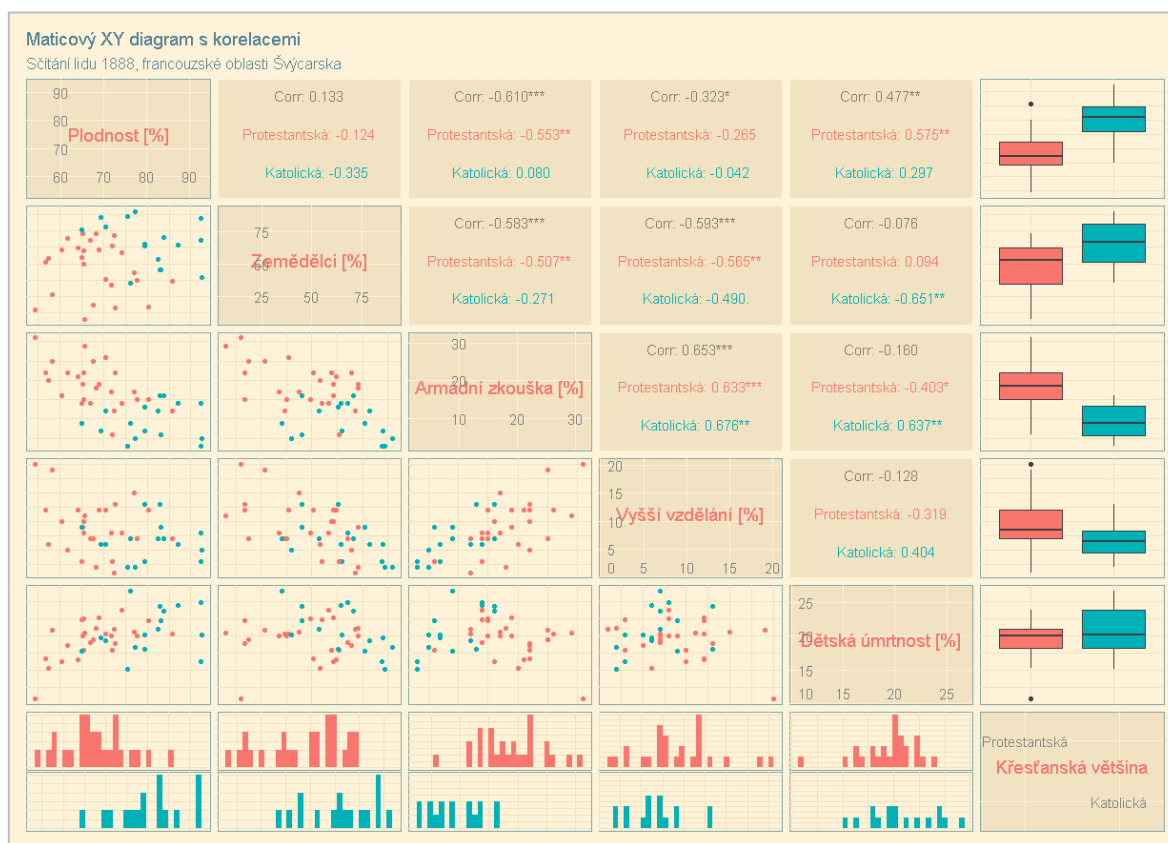 Maticový XY diagram s korelacemi
Sčítání lidu 1888, francouzské oblasti Švýcarska
90
80
70
60 70 80 90
Plodnost [%]
Corr: 0.133
Protestantská: -0.124
Katolická: -0.335
Corr: -0.610***
Protestantská: -0.553**
Katolická: 0.080
Corr: -0.323*
Protestantská: -0.265
Katolická: -0.042
Corr: 0.477**
Protestantská: 0.575**
Katolická: 0.297
75
50
25 50 75
Zemědělci [%]
Corr: -0.583***
Protestantská: -0.507**
Katolická: -0.271
Corr: -0.593***
Protestantská: -0.565**
Katolická: -0.490.
Corr: -0.076
Protestantská: 0.094
Katolická: -0.651**
30
20
10 20 30
Armádní zkouška [%]
Corr: 0.653***
Protestantská: 0.633***
Katolická: 0.676**
Corr: -0.160
Protestantská: -0.403*
Katolická: 0.637**
20
15
10
5
0 5 10 15 20
Vyšší vzdělání [%]
Corr: -0.128
Protestantská: -0.319
Katolická: 0.404
25
20
15
10 15 20 25
Dětská úmrtnost [%]
Protestantská
Křesťanská většina
Katolická